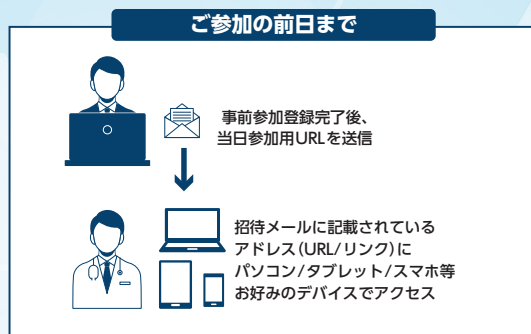 ご参加の前日まで
事前参加登録完了後、
当日参加用URLを送信
招待メールに記載されている
アドレス(URL/リンク)に
パソコン/タブレット/スマホ等
お好みのデバイスでアクセス